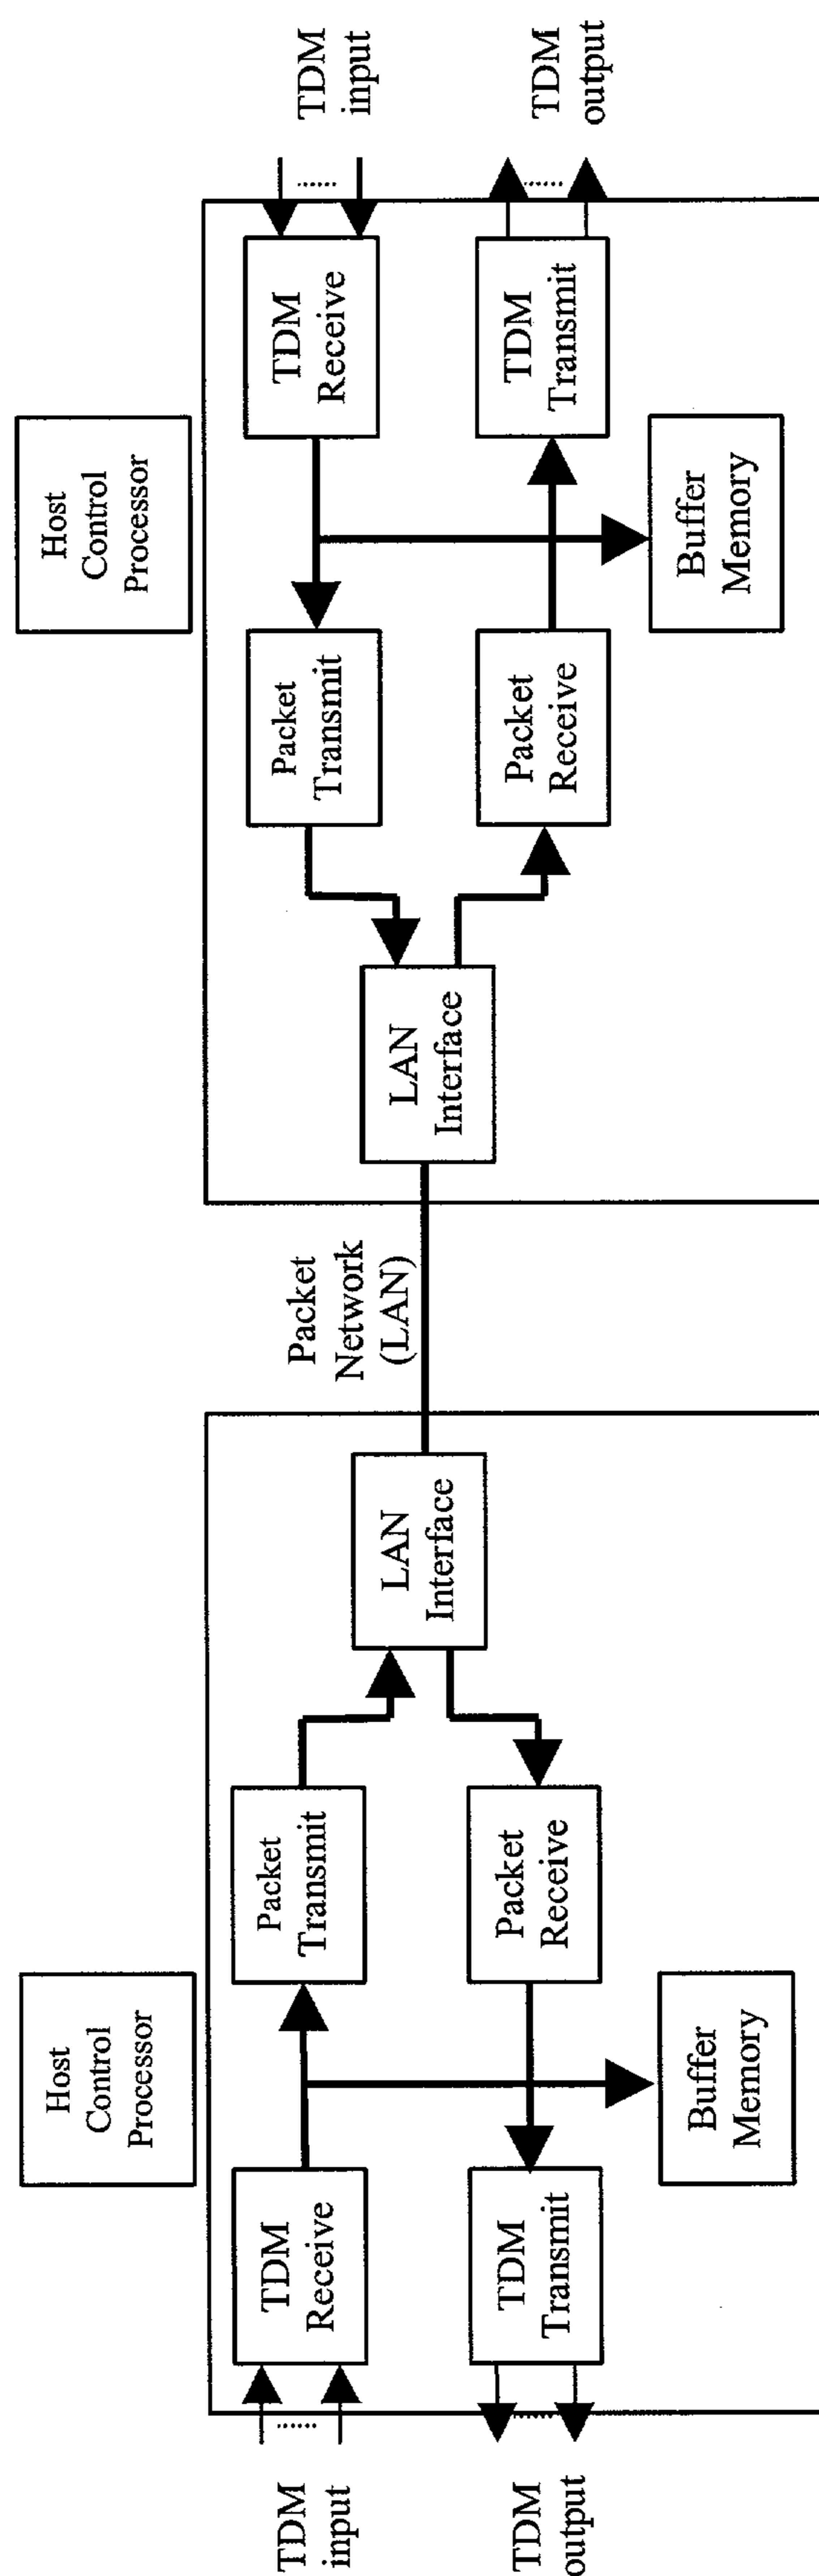 Host
Control
Processor
Host
Control
Processor
TDM
input
TDM
Receive
Packet
Transmit
Packet
Network
(LAN)
Packet
Transmit
TDM
Receive
TDM
input
LAN
Interface
LAN
Interface
TDM
output
TDM
Transmit
Packet
Receive
Packet
Receive
TDM
Transmit
TDM
output
Buffer
Memory
Buffer
Memory